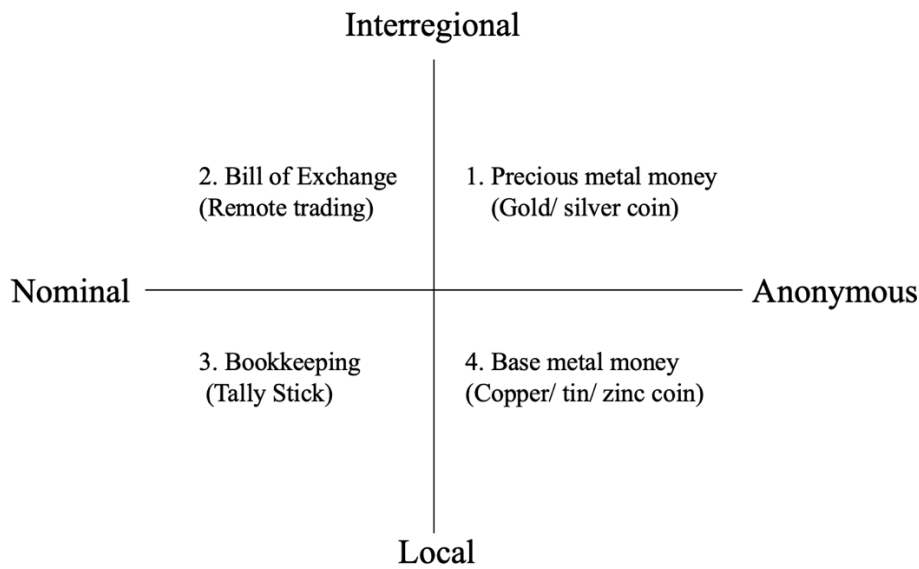 Interregional
2. Bill of Exchange
(Remote trading)
1. Precious metal money
(Gold/ silver coin)
Nominal
Anonymous
3. Bookkeeping
(Tally Stick)
4. Base metal money
(Copper/ tin/ zinc coin)
Local